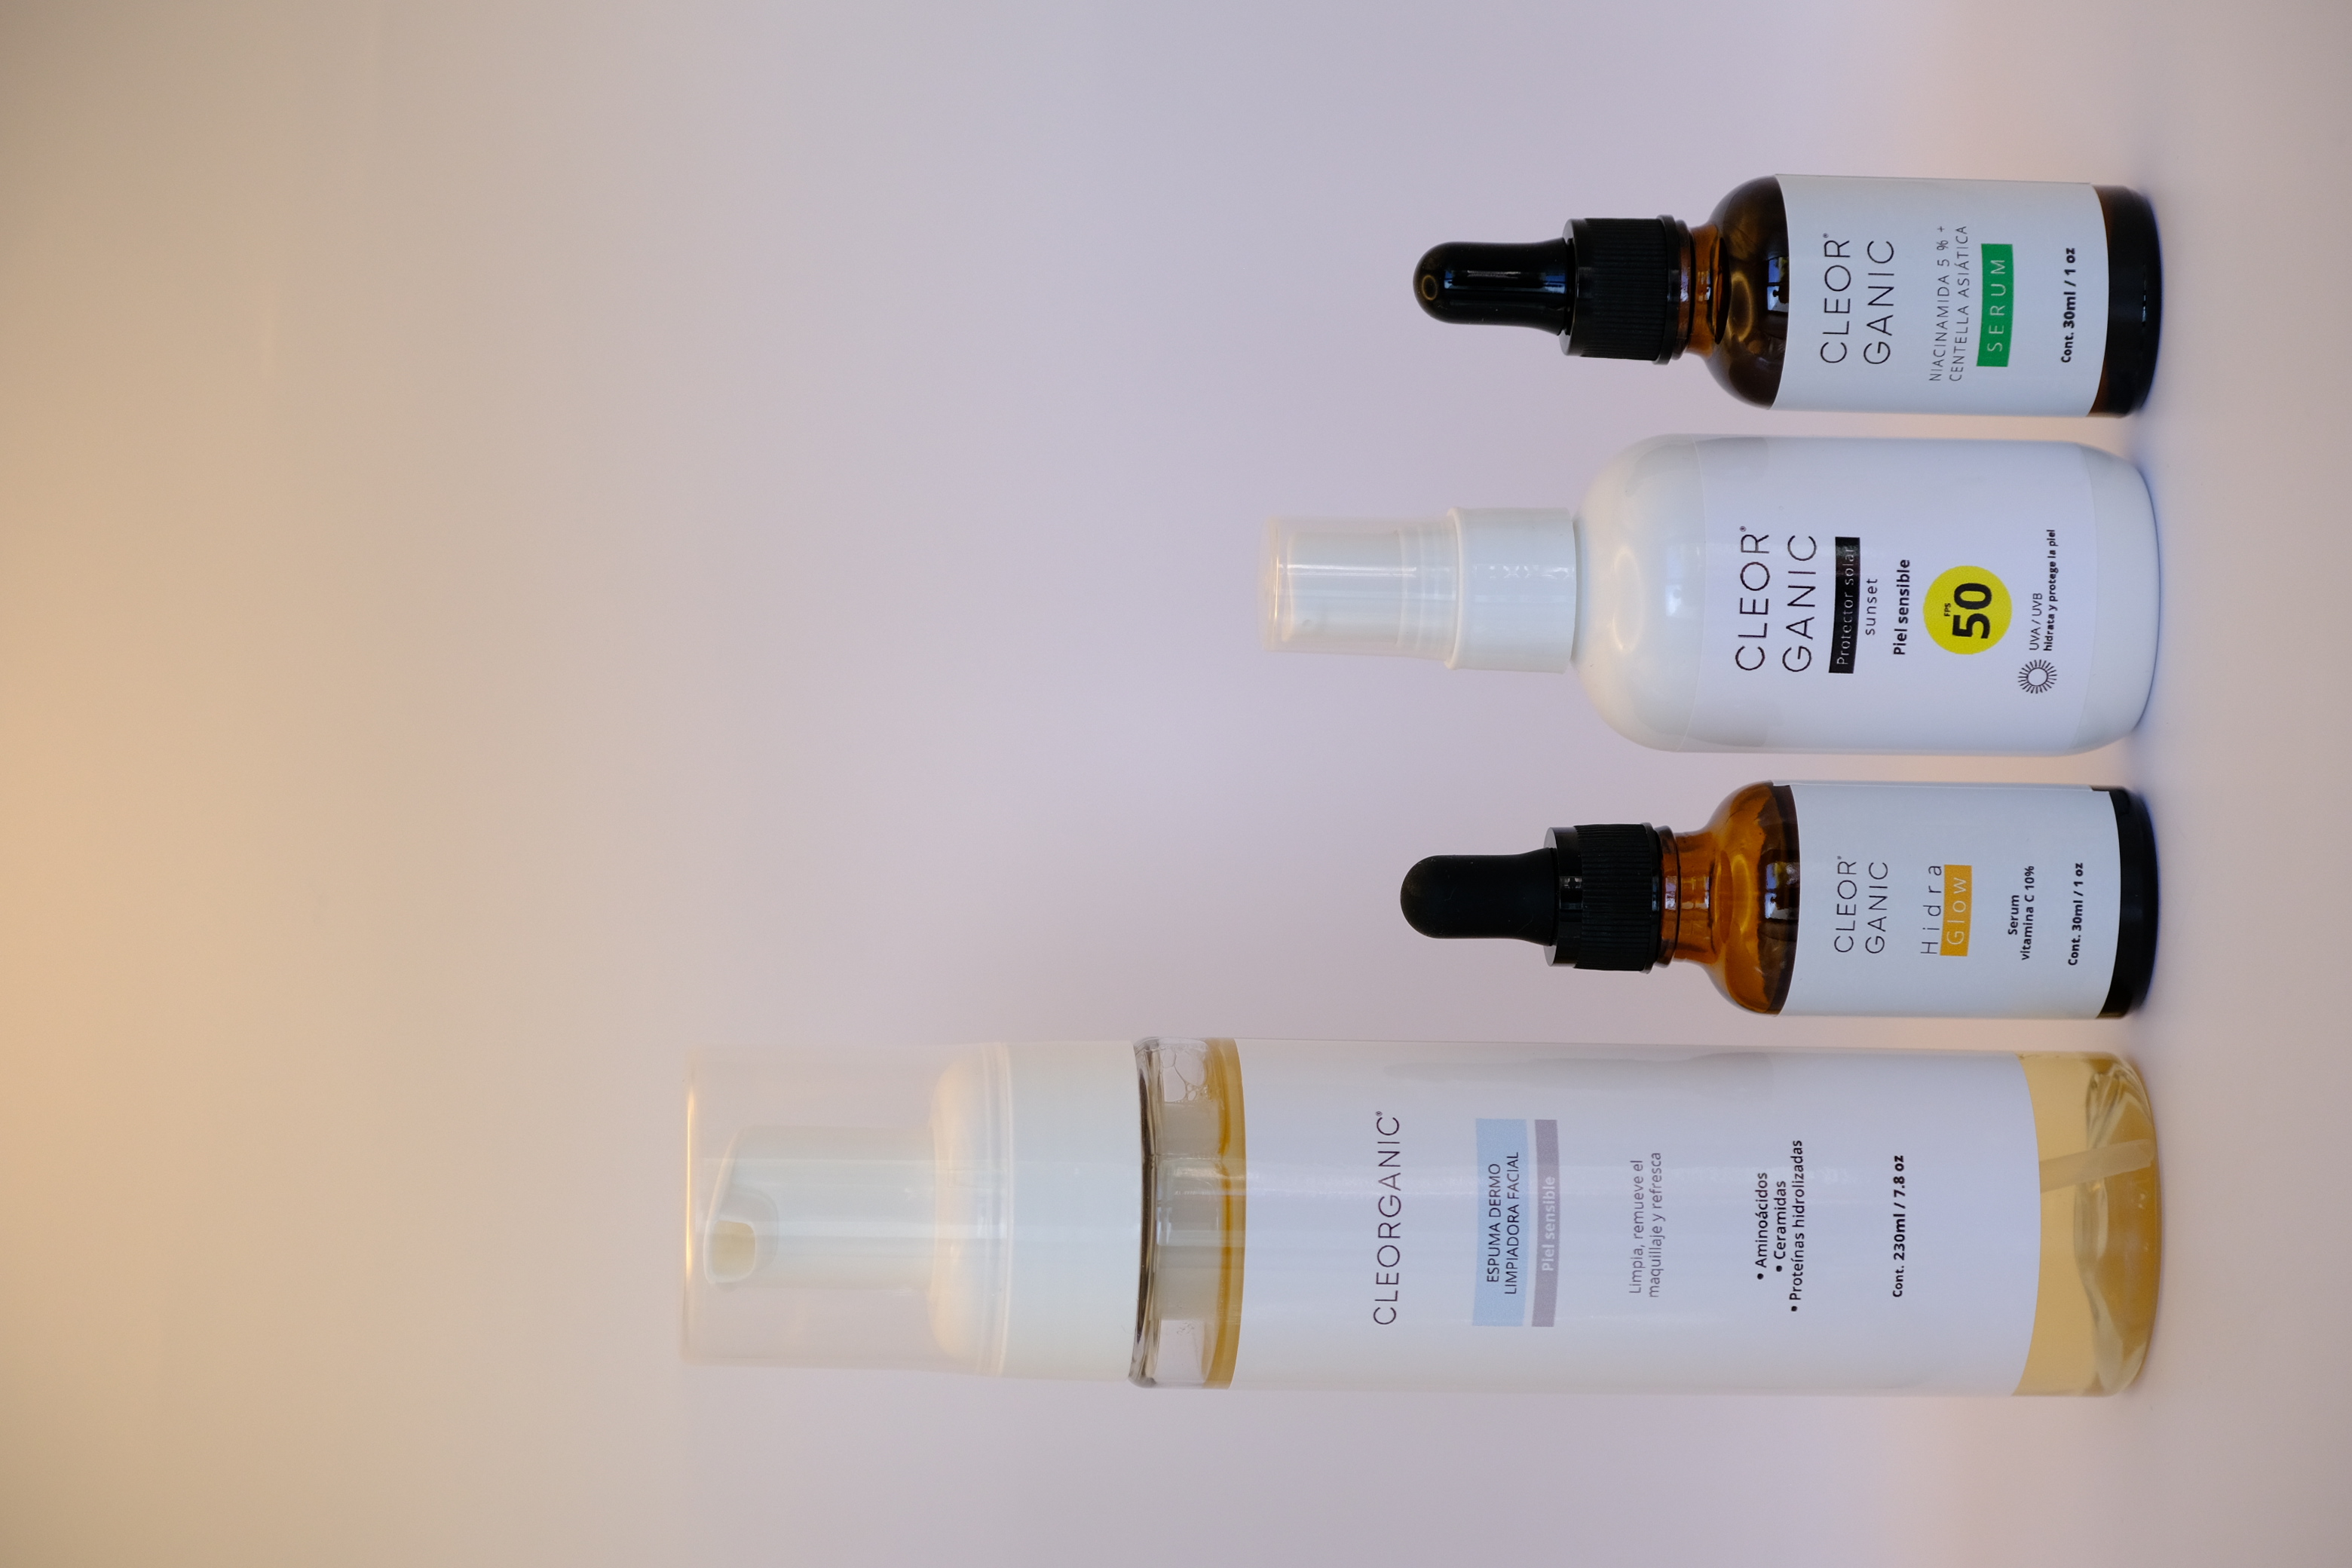 CLEORGANIC®
ESPUMA DERMO
LIMPIADORA FACIAL
Piel sensible
Limpia, remueve el
maquillaje y refresca
• Aminoácidos
• Ceramidas
• Proteínas hidrolizadas
Cont. 230ml / 7.8 oz
CLEOR®
GANIC
Hidra
Glow
Serum
vitamina C 10%
Cont. 30ml / 1 oz
CLEOR®
GANIC
Protector solar
sunset
Piel sensible
FPS
50
UVA / UVB
hidrata y protege la piel
CLEOR®
GANIC
NIACINAMIDA 5 % +
CENTELLA ASIÁTICA
SERUM
Cont. 30ml / 1 oz